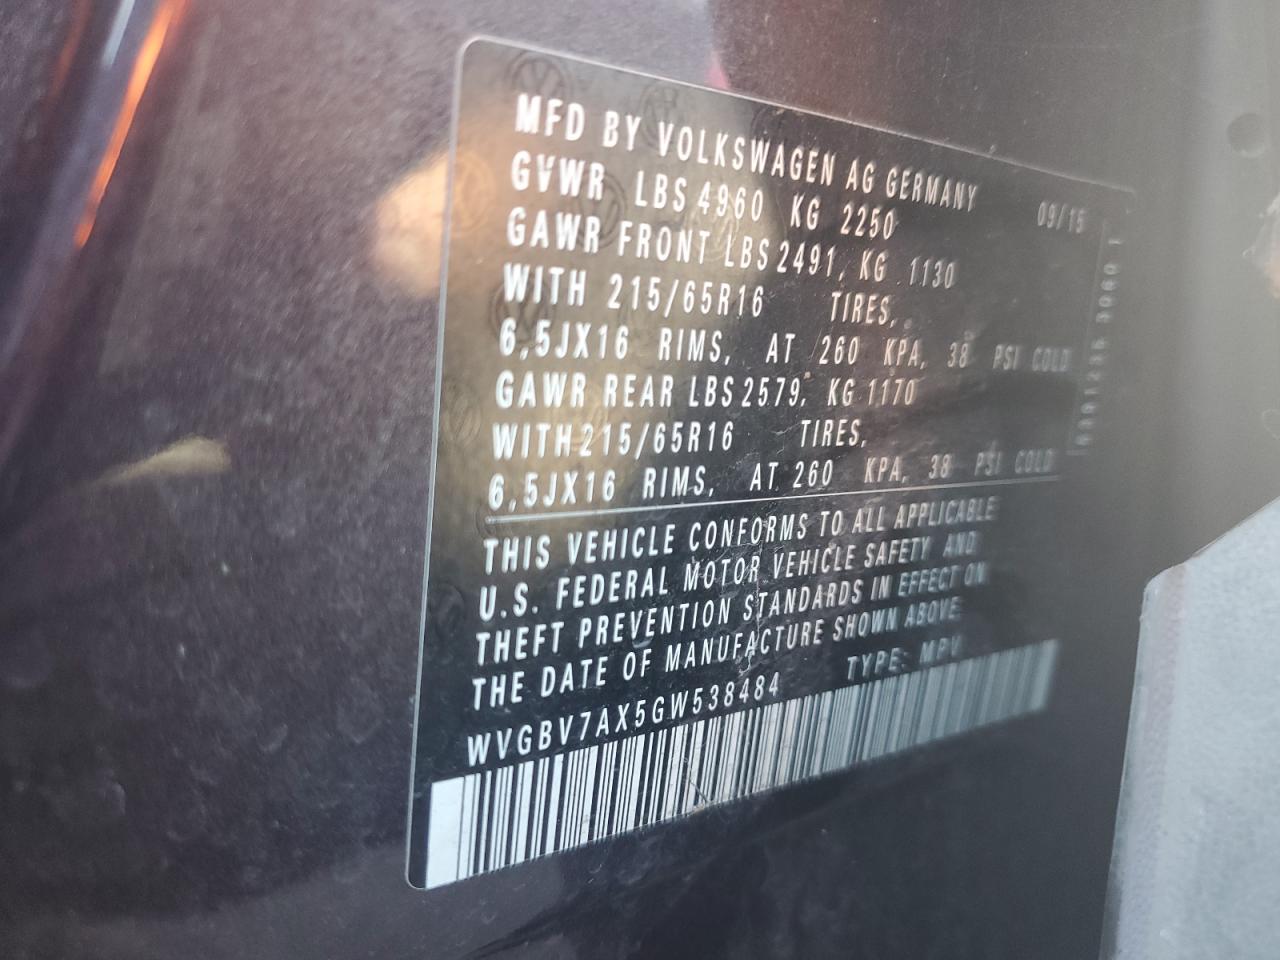 MFD BY VOLKSWAGEN AG GERMANY
GVWR LBS 4960 KG 2250 09/15
GAWR FRONT LBS 2491, KG 1130
WITH 215/65R16 TIRES,
6,5JX16 RIMS, AT 260 KPA, 38 PSI COLD
GAWR REAR LBS 2579, KG 1170
WITH 215/65R16 TIRES,
6,5JX16 RIMS, AT 260 KPA, 38 PSI COLD
THIS VEHICLE CONFORMS TO ALL APPLICABLE
U.S. FEDERAL MOTOR VEHICLE SAFETY AND
THEFT PREVENTION STANDARDS IN EFFECT ON
THE DATE OF MANUFACTURE SHOWN ABOVE
WVGBV7AX5GW538484 TYPE: MPV